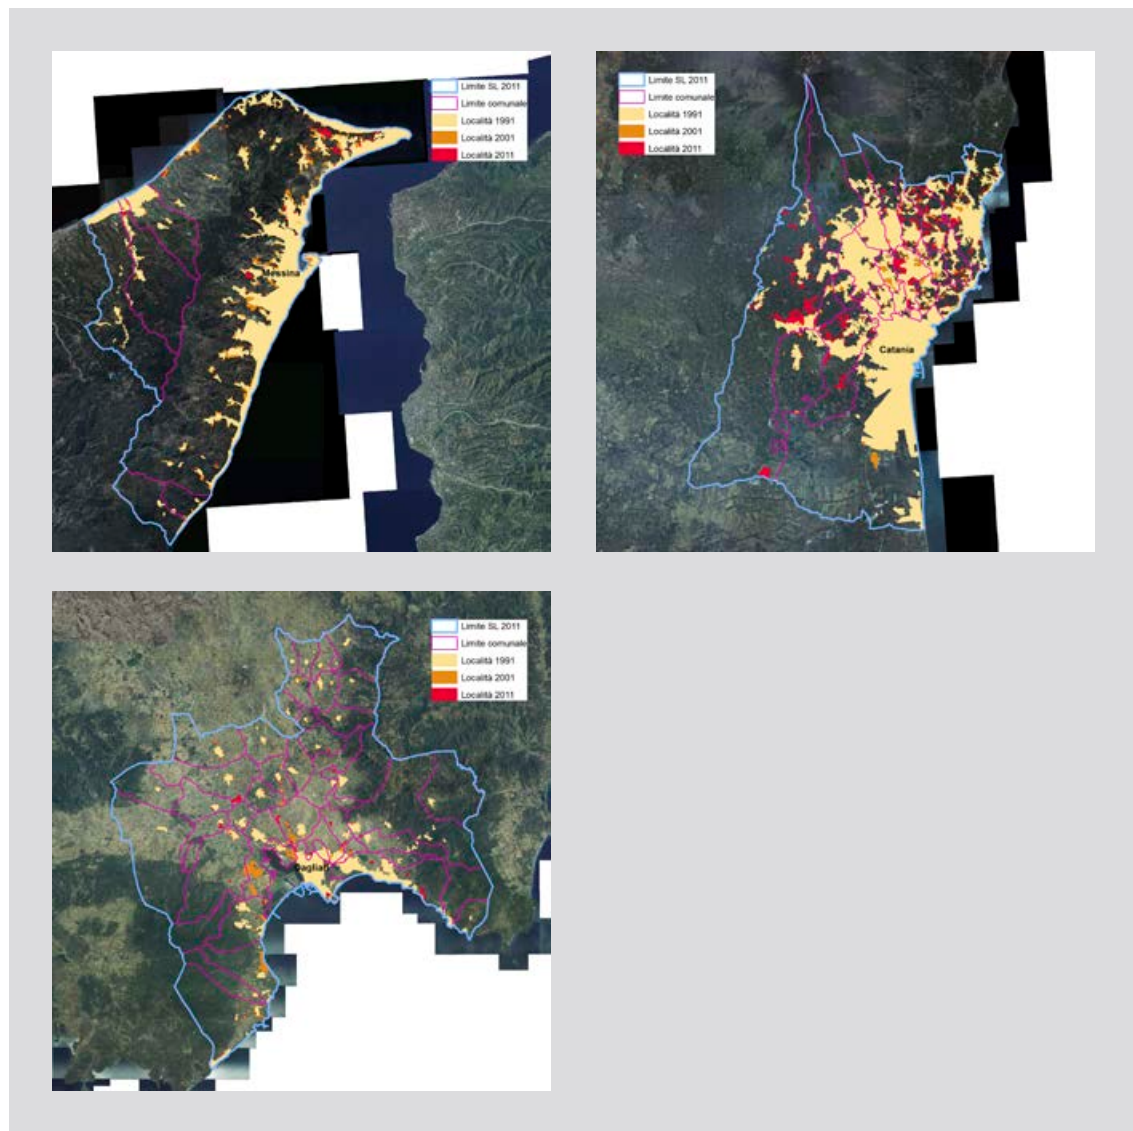 Limite SL 2011
Limite comunale
Località 1991
Località 2001
Località 2011
Messina
Limite SL 2011
Limite comunale
Località 1991
Località 2001
Località 2011
Catania
Limite SL 2011
Limite comunale
Località 1991
Località 2001
Località 2011
Cagliari